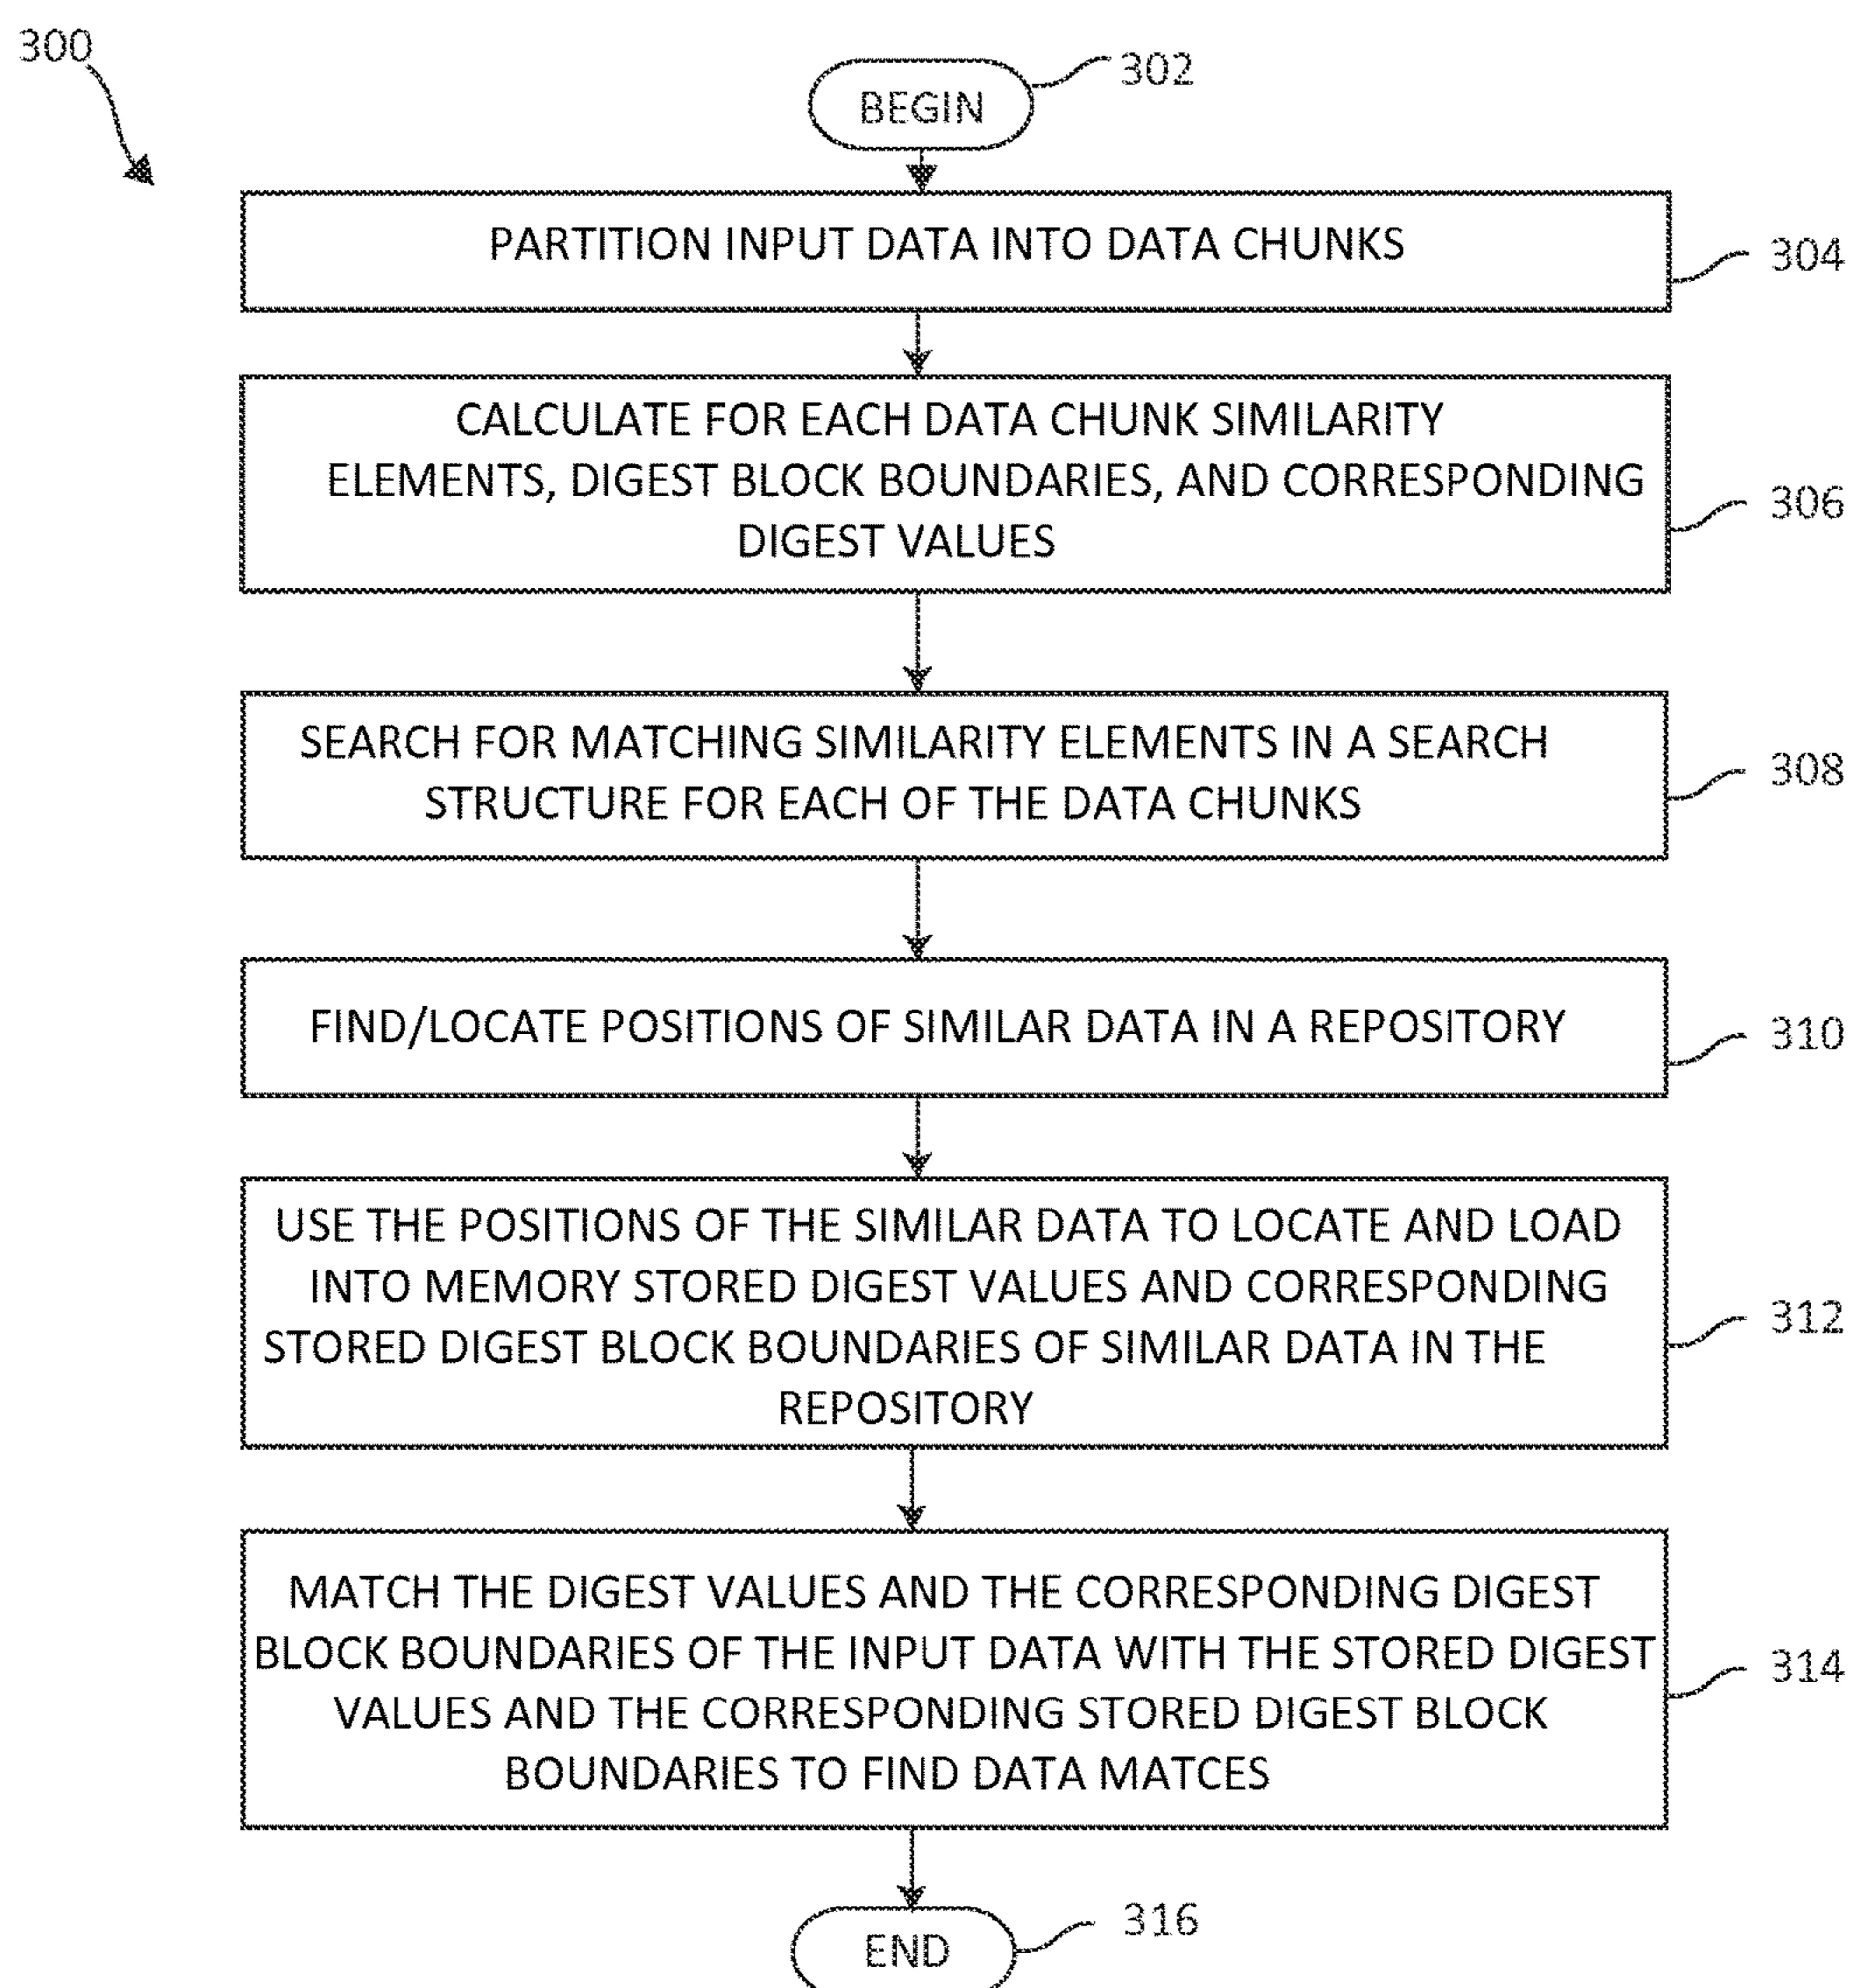 300
302
BEGIN
PARTITION INPUT DATA INTO DATA CHUNKS
304
CALCULATE FOR EACH DATA CHUNK SIMILARITY
ELEMENTS, DIGEST BLOCK BOUNDARIES, AND CORRESPONDING
DIGEST VALUES
306
SEARCH FOR MATCHING SIMILARITY ELEMENTS IN A SEARCH
STRUCTURE FOR EACH OF THE DATA CHUNKS
308
FIND/LOCATE POSITIONS OF SIMILAR DATA IN A REPOSITORY
310
USE THE POSITIONS OF THE SIMILAR DATA TO LOCATE AND LOAD
INTO MEMORY STORED DIGEST VALUES AND CORRESPONDING
STORED DIGEST BLOCK BOUNDARIES OF SIMILAR DATA IN THE
REPOSITORY
312
MATCH THE DIGEST VALUES AND THE CORRESPONDING DIGEST
BLOCK BOUNDARIES OF THE INPUT DATA WITH THE STORED DIGEST
VALUES AND THE CORRESPONDING STORED DIGEST BLOCK
BOUNDARIES TO FIND DATA MATCES
314
316
END